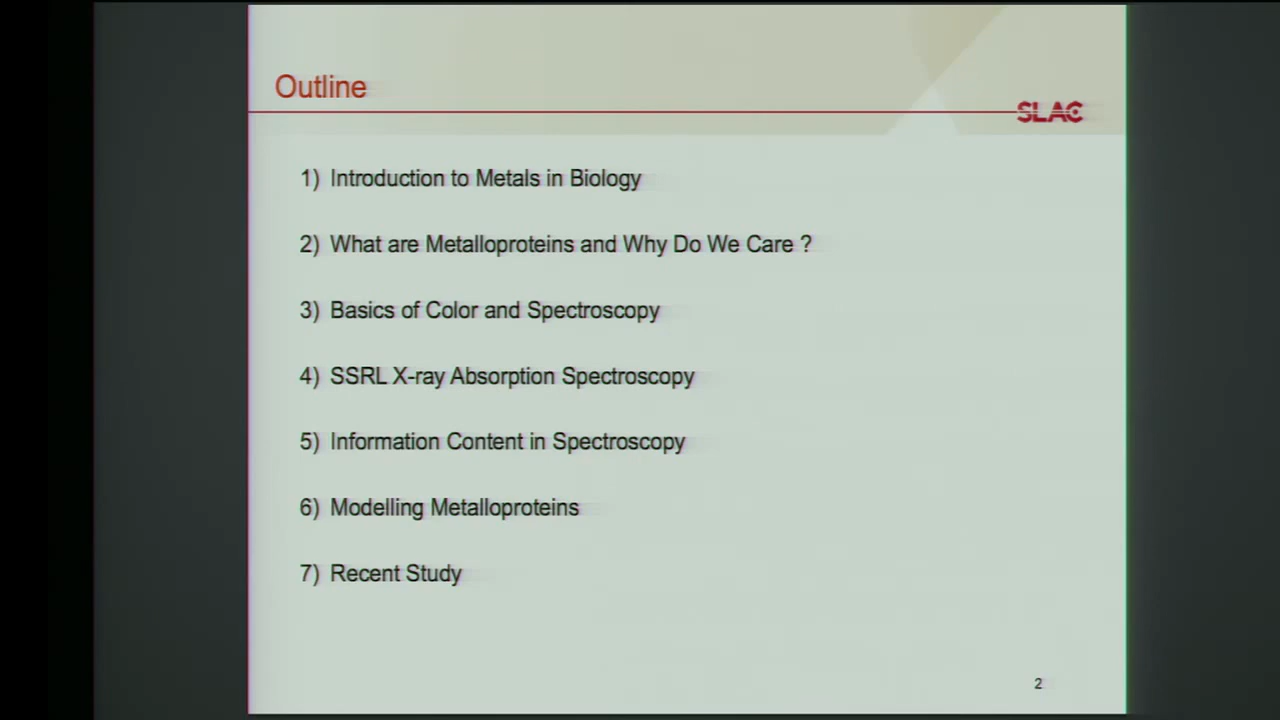 Outline
SLAC
1) Introduction to Metals in Biology
2) What are Metalloproteins and Why Do We Care ?
3) Basics of Color and Spectroscopy
4) SSRL X-ray Absorption Spectroscopy
5) Information Content in Spectroscopy
6) Modelling Metalloproteins
7) Recent Study
2